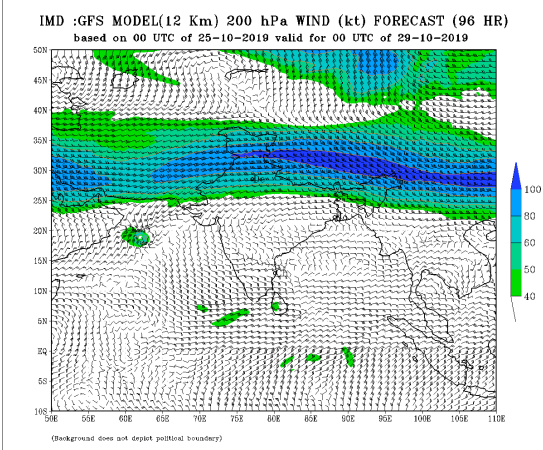 IMD :GFS MODEL(12 Km) 200 hPa WIND (kt) FORECAST (96 HR)
based on 00 UTC of 25-10-2019 valid for 00 UTC of 29-10-2019
50N
45N
40N
35N
30N
25N
20N
15N
10N
5N
EQ
5S
10S
50E 55E 60E 65E 70E 75E 80E 85E 90E 95E 100E 105E 110E
100
80
60
50
40
(Background does not depict political boundary)